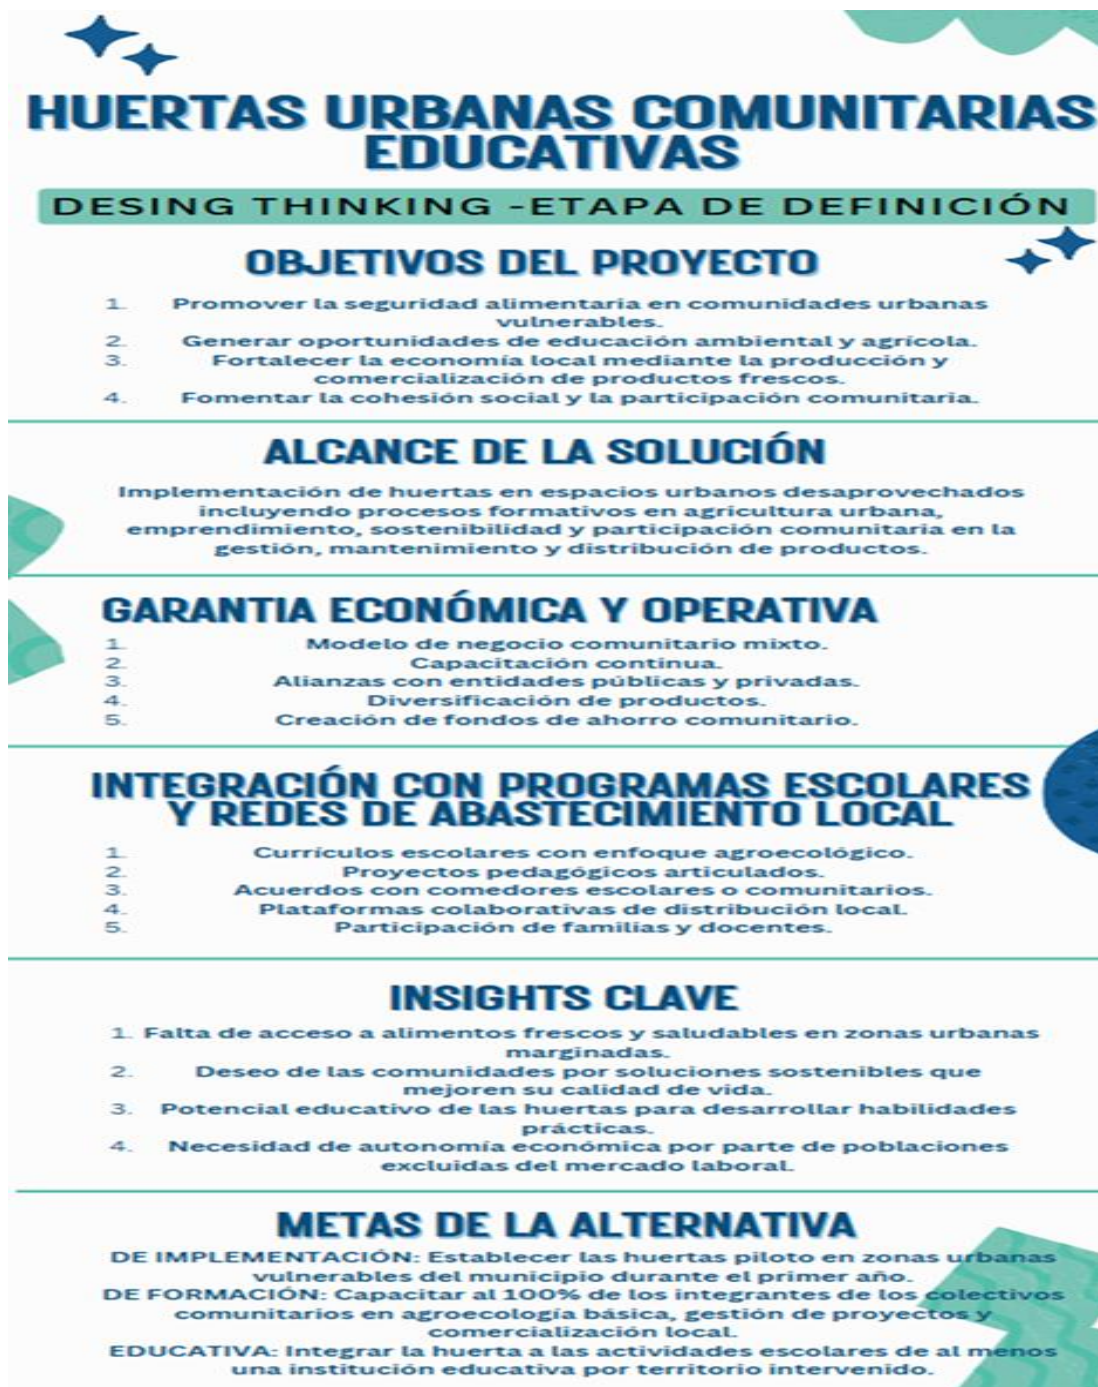 HUERTAS URBANAS COMUNITARIAS
EDUCATIVAS
DESING THINKING -ETAPA DE DEFINICIÓN
OBJETIVOS DEL PROYECTO
1. Promover la seguridad alimentaria en comunidades urbanas
vulnerables.
2. Generar oportunidades de educación ambiental y agrícola.
3. Fortalecer la economía local mediante la producción y
comercialización de productos frescos.
4. Fomentar la cohesión social y la participación comunitaria.
ALCANCE DE LA SOLUCIÓN
Implementación de huertas en espacios urbanos desaprovechados
incluyendo procesos formativos en agricultura urbana,
emprendimiento, sostenibilidad y participación comunitaria en la
gestión, mantenimiento y distribución de productos.
GARANTIA ECONÓMICA Y OPERATIVA
1. Modelo de negocio comunitario mixto.
2. Capacitación continua.
3. Alianzas con entidades públicas y privadas.
4. Diversificación de productos.
5. Creación de fondos de ahorro comunitario.
INTEGRACIÓN CON PROGRAMAS ESCOLARES
Y REDES DE ABASTECIMIENTO LOCAL
1. Currículos escolares con enfoque agroecológico.
2. Proyectos pedagógicos articulados.
3. Acuerdos con comedores escolares o comunitarios.
4. Plataformas colaborativas de distribución local.
5. Participación de familias y docentes.
INSIGHTS CLAVE
1. Falta de acceso a alimentos frescos y saludables en zonas urbanas
marginadas.
2. Deseo de las comunidades por soluciones sostenibles que
mejoren su calidad de vida.
3. Potencial educativo de las huertas para desarrollar habilidades
prácticas.
4. Necesidad de autonomía económica por parte de poblaciones
excluidas del mercado laboral.
METAS DE LA ALTERNATIVA
DE IMPLEMENTACIÓN: Establecer las huertas piloto en zonas urbanas
vulnerables del municipio durante el primer año.
DE FORMACIÓN: Capacitar al 100% de los integrantes de los colectivos
comunitarios en agroecología básica, gestión de proyectos y
comercialización local.
EDUCATIVA: Integrar la huerta a las actividades escolares de al menos
una institución educativa por territorio intervenido.